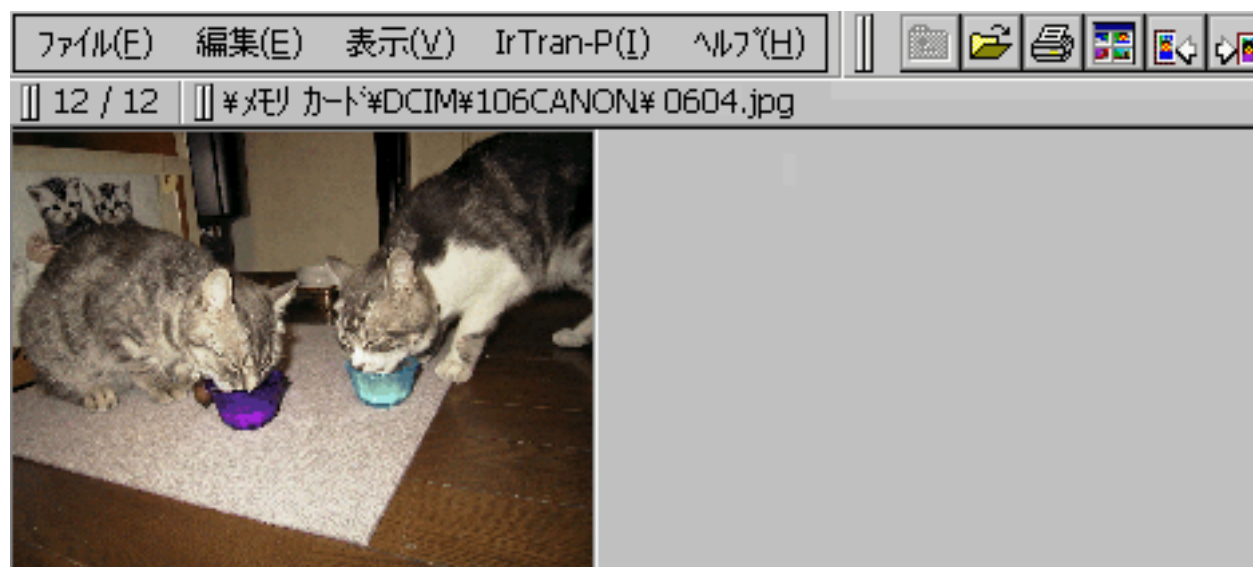 ﾌｧｲﾙ(F) 編集(E) 表示(V) IrTran-P(I) ﾍﾙﾌﾟ(H)
12 / 12 ¥ﾒﾓﾘ ｶｰﾄﾞ¥DCIM¥106CANON¥ 0604.jpg